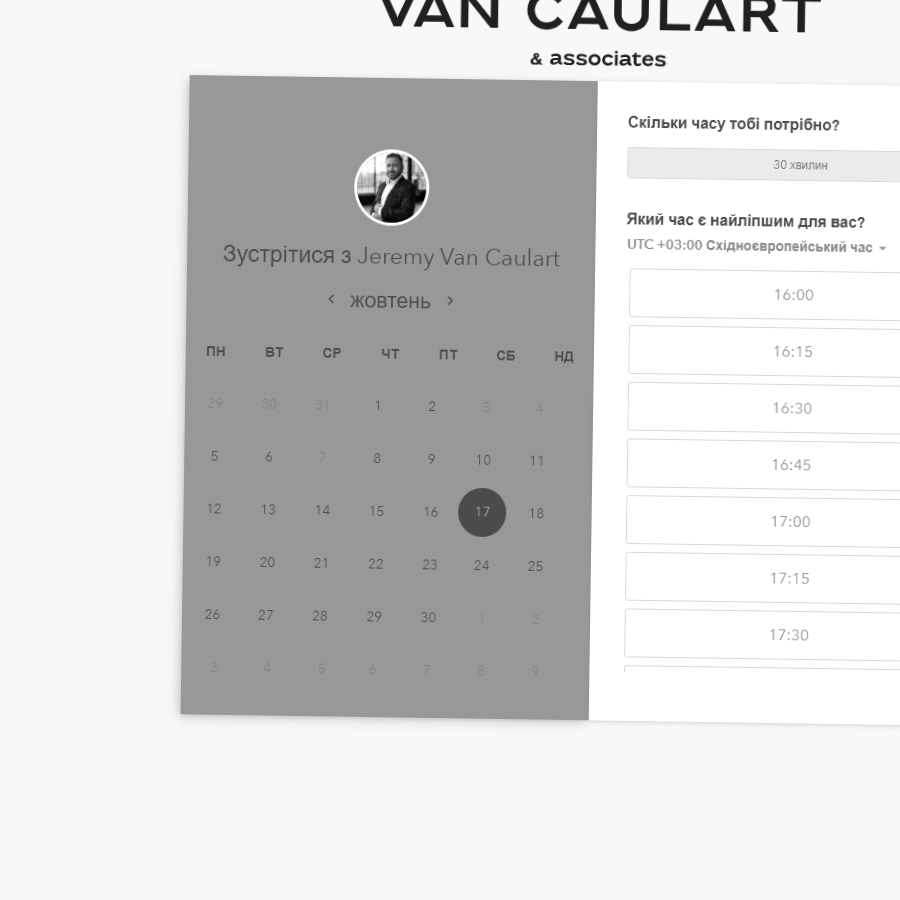 VAN CAULART
& associates
Зустрітися з Jeremy Van Caulart
‹ жовтень ›
ПН ВТ СР ЧТ ПТ СБ НД
29 30 31 1 2 3 4
5 6 7 8 9 10 11
12 13 14 15 16 17 18
19 20 21 22 23 24 25
26 27 28 29 30 1 2
3 4 5 6 7 8 9
Скільки часу тобі потрібно?
30 хвилин
Який час є найліпшим для вас?
UTC +03:00 Східноєвропейський час
16:00
16:15
16:30
16:45
17:00
17:15
17:30